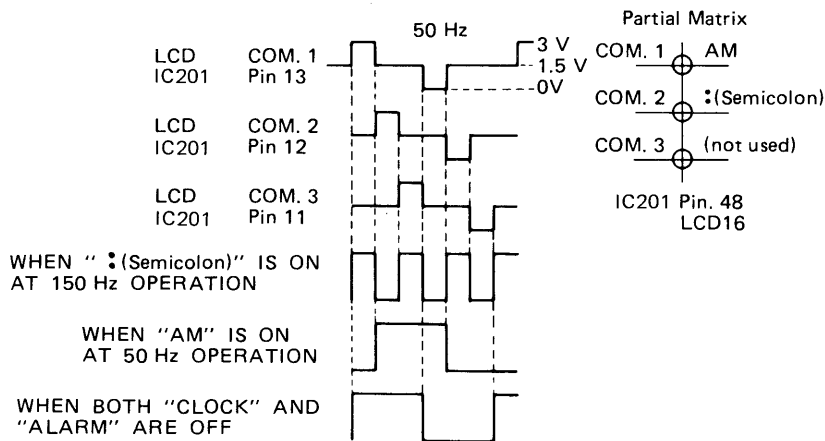 50 Hz
Partial Matrix
LCD COM. 1
IC201 Pin 13
3 V
1.5 V
0V
COM. 1 AM
COM. 2 :(Semicolon)
COM. 3 (not used)
IC201 Pin. 48
LCD16
LCD COM. 2
IC201 Pin 12
LCD COM. 3
IC201 Pin 11
WHEN " :(Semicolon)" IS ON
AT 150 Hz OPERATION
WHEN "AM" IS ON
AT 50 Hz OPERATION
WHEN BOTH "CLOCK" AND
"ALARM" ARE OFF